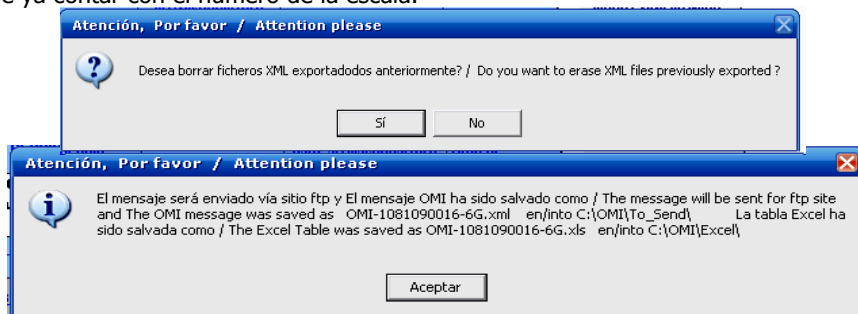 ya contar con el número de la escala.
Atención, Por favor / Attention please
Desea borrar ficheros XML exportadodos anteriormente? / Do you want to erase XML files previously exported ?
Sí No
Atención, Por favor / Attention please
El mensaje será enviado vía sitio ftp y El mensaje OMI ha sido salvado como / The message will be sent for ftp site
and The OMI message was saved as OMI-1081090016-6G.xml en/into C:\OMI\To_Send\ La tabla Excel ha
sido salvada como / The Excel Table was saved as OMI-1081090016-6G.xls en/into C:\OMI\Excel\
Aceptar